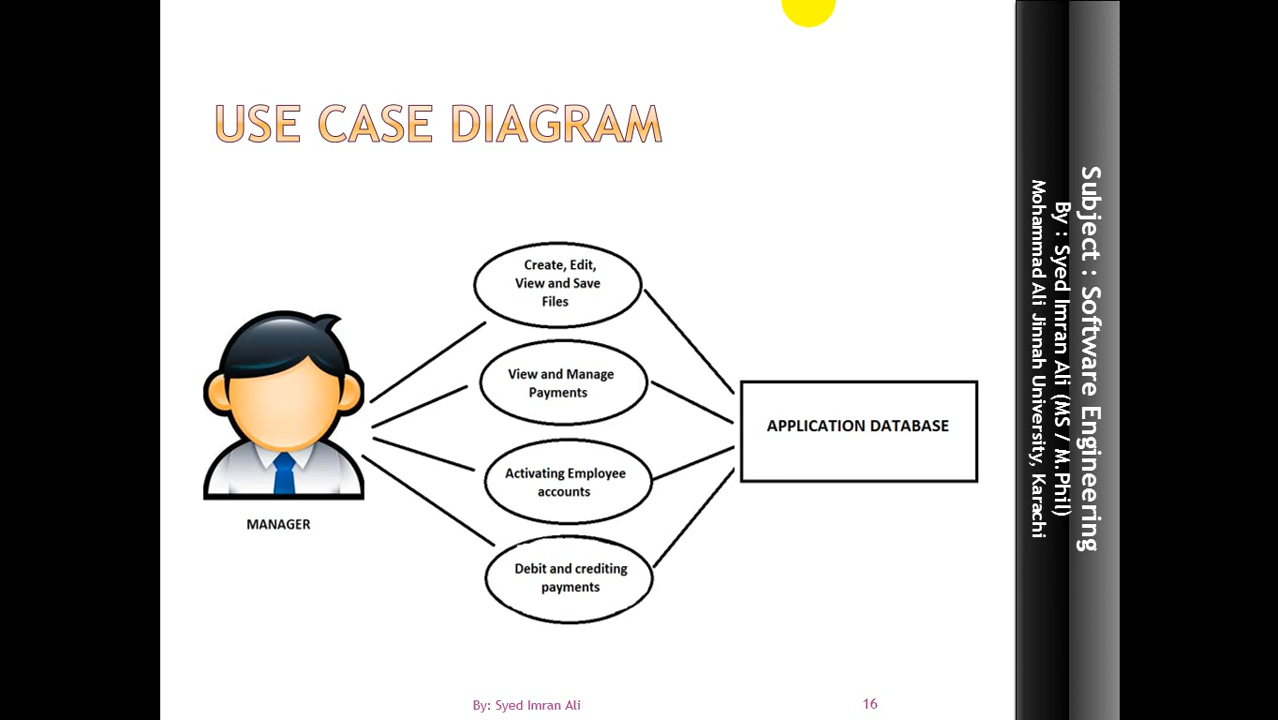 USE CASE DIAGRAM
Create, Edit,
View and Save
Files
View and Manage
Payments
Activating Employee
accounts
Debit and crediting
payments
MANAGER
APPLICATION DATABASE
Subject : Software Engineering
By : Syed Imran Ali (MS / M.Phil)
Mohammad Ali Jinnah University, Karachi
By: Syed Imran Ali
16